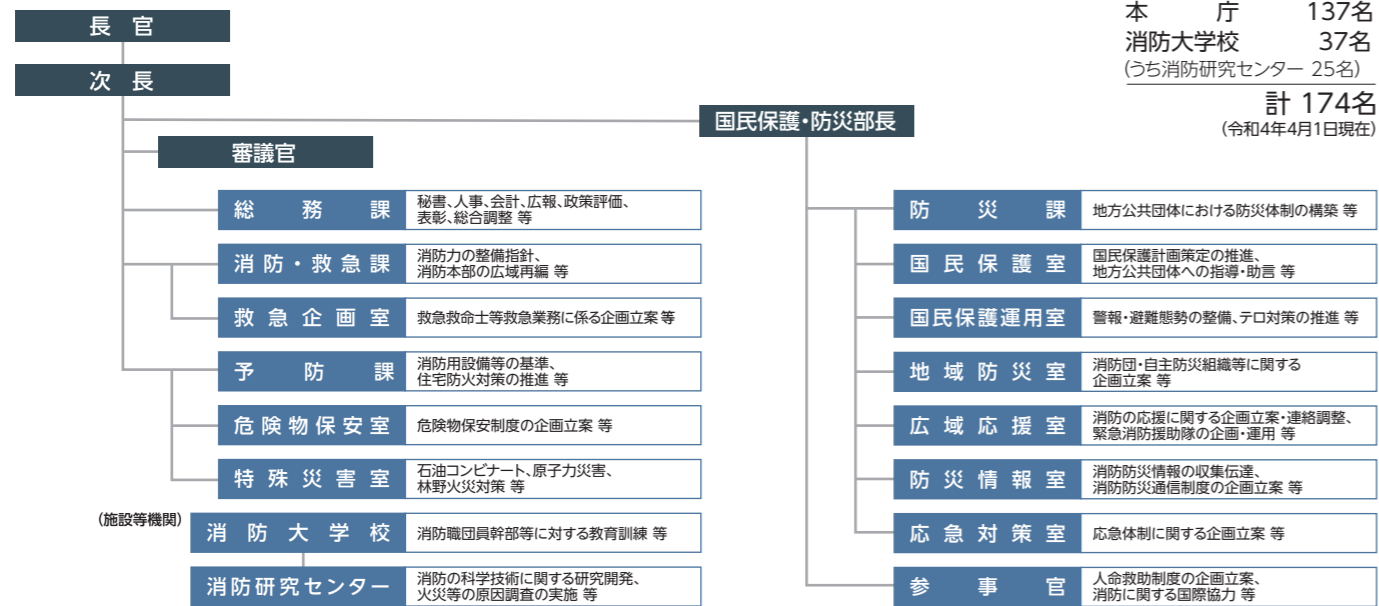 本庁 137名
消防大学校 37名
(うち消防研究センター 25名)
計 174名
(令和4年4月1日現在)
長官
次長
国民保護・防災部長
審議官
総務課
秘書、人事、会計、広報、政策評価、
表彰、総合調整 等
消防・救急課
消防力の整備指針、
消防本部の広域再編 等
救急企画室
救急救命士等救急業務に係る企画立案 等
予防課
消防用設備等の基準、
住宅防火対策の推進 等
危険物保安室
危険物保安制度の企画立案 等
特殊災害室
石油コンビナート、原子力災害、
林野火災対策 等
(施設等機関)
消防大学校
消防職団員幹部等に対する教育訓練 等
消防研究センター
消防の科学技術に関する研究開発、
火災等の原因調査の実施 等
防災課
地方公共団体における防災体制の構築 等
国民保護室
国民保護計画策定の推進、
地方公共団体への指導・助言 等
国民保護運用室
警報・避難態勢の整備、テロ対策の推進 等
地域防災室
消防団・自主防災組織等に関する
企画立案 等
広域応援室
消防の応援に関する企画立案・連絡調整、
緊急消防援助隊の企画・運用 等
防災情報室
消防防災情報の収集伝達、
消防防災通信制度の企画立案 等
応急対策室
応急体制に関する企画立案 等
参事官
人命救助制度の企画立案、
消防に関する国際協力 等